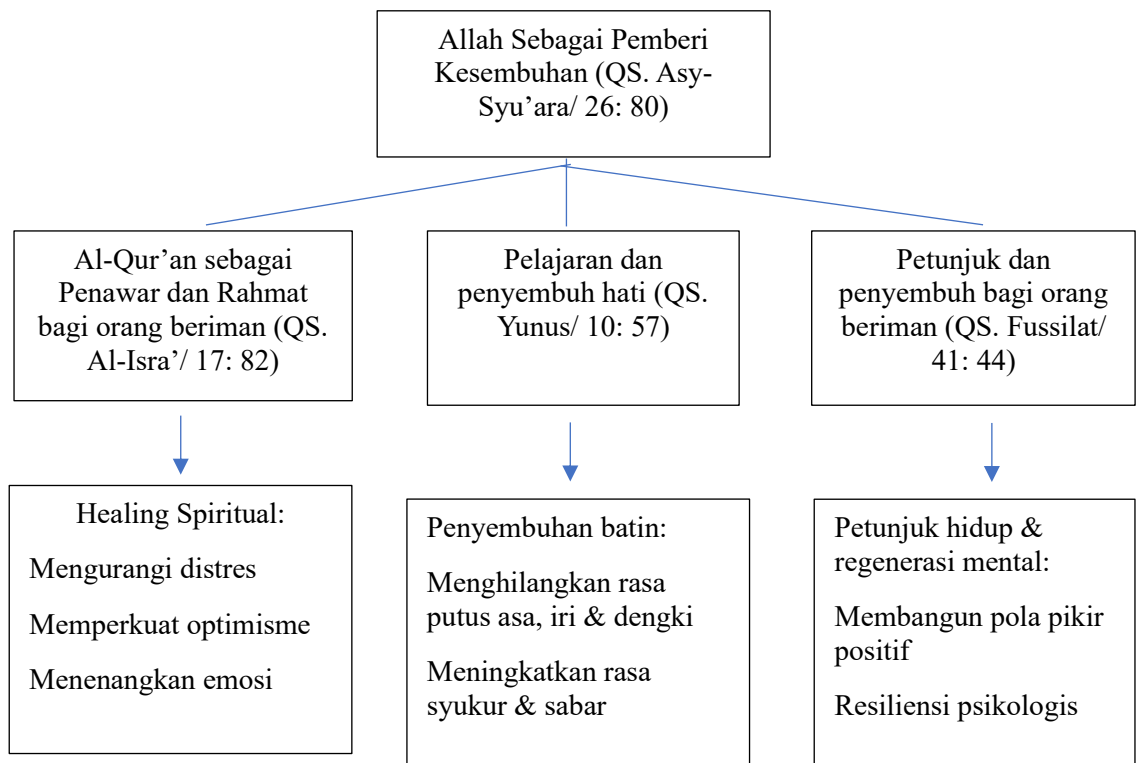 Allah Sebagai Pemberi
Kesembuhan (QS. Asy-
Syu’ara/ 26: 80)
Al-Qur’an sebagai
Penawar dan Rahmat
bagi orang beriman (QS.
Al-Isra’/ 17: 82)
Pelajaran dan
penyembuh hati (QS.
Yunus/ 10: 57)
Petunjuk dan
penyembuh bagi orang
beriman (QS. Fussilat/
41: 44)
Healing Spiritual:
Mengurangi distres
Memperkuat optimisme
Menenangkan emosi
Penyembuhan batin:
Menghilangkan rasa
putus asa, iri & dengki
Meningkatkan rasa
syukur & sabar
Petunjuk hidup &
regenerasi mental:
Membangun pola pikir
positif
Resiliensi psikologis